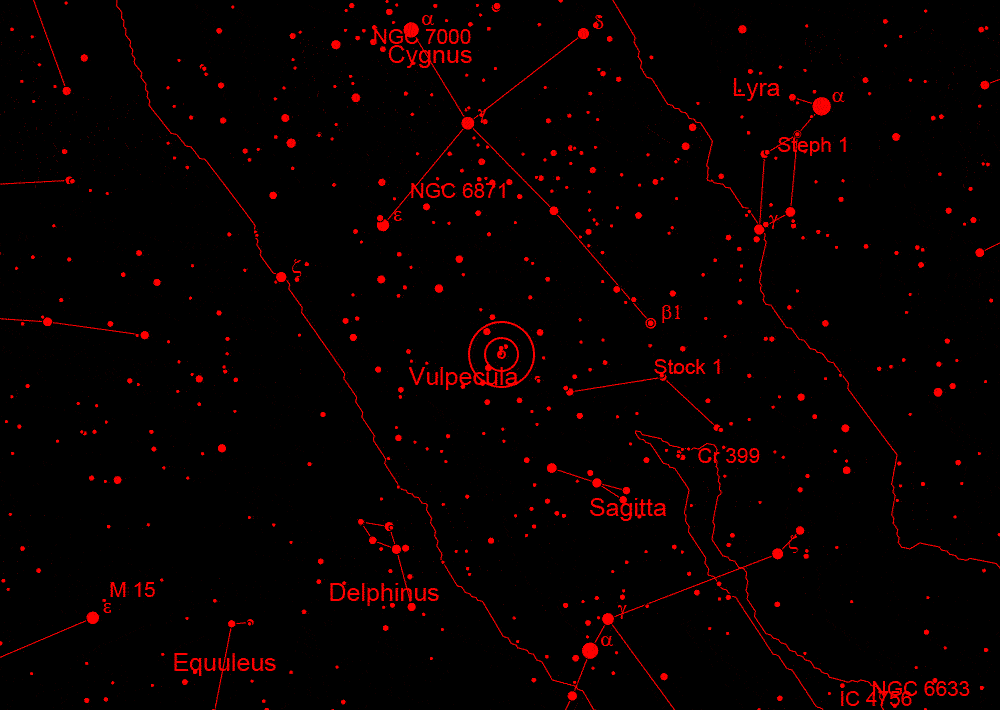 α
δ
NGC 7000
Cygnus
Lyra
α
γ
Steph 1
NGC 6871
ε
γ
ζ
β1
Stock 1
Vulpecula
Cr 399
Sagitta
ζ
M 15
Delphinus
ε
γ
α
Equuleus
NGC 6633
IC 4756